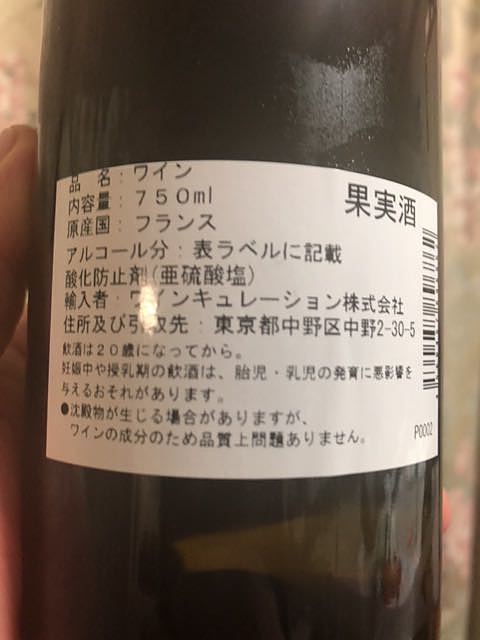 品 名：ワイン
果実酒
内容量：７５０ml
原産国：フランス
アルコール分：表ラベルに記載
酸化防止剤(亜硫酸塩)
輸入者：ワインキュレーション株式会社
住所及び引取先：東京都中野区中野2-30-5
飲酒は２０歳になってから。
妊娠中や授乳期の飲酒は、胎児・乳児の発育に悪影響を
与えるおそれがあります。
●沈殿物が生じる場合がありますが、
ワインの成分のため品質上問題ありません。
P0002